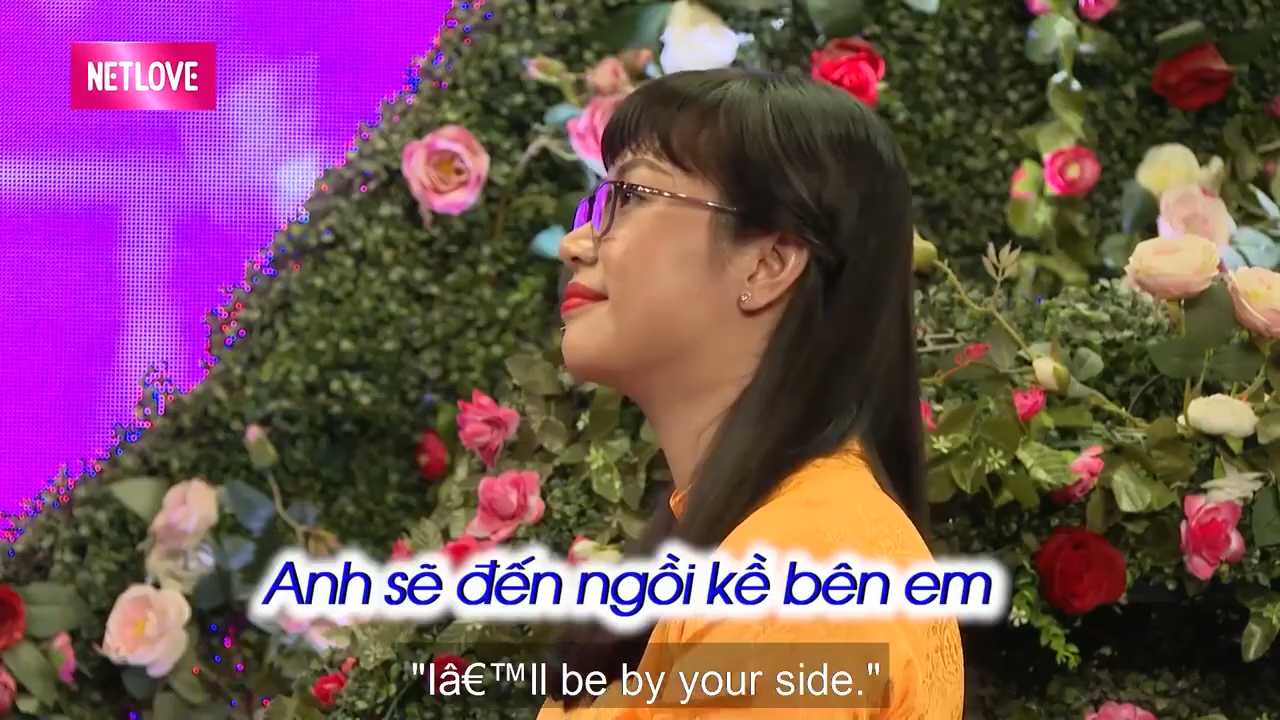 NETLOVE
Anh sẽ đến ngồi kề bên em
"Iâ€™ll be by your side."